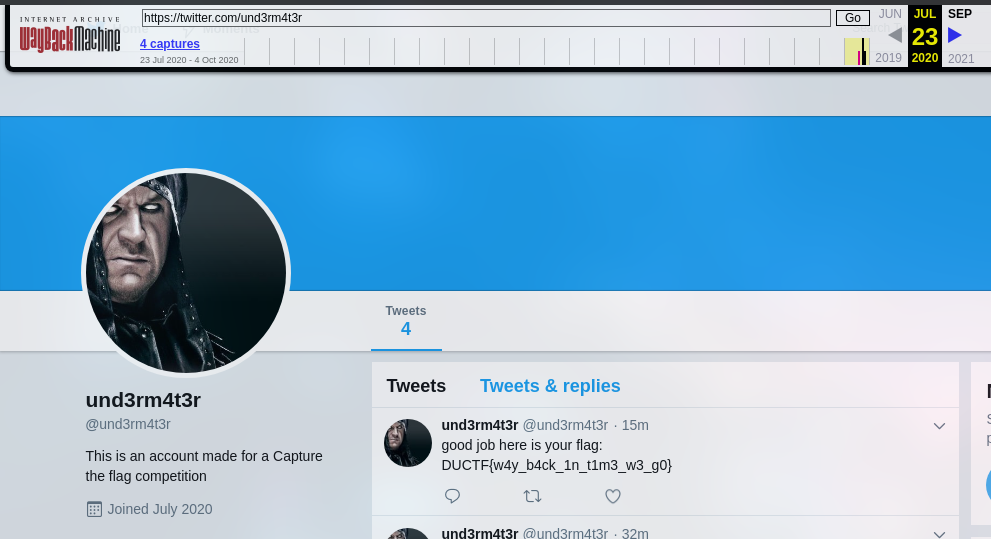 INTERNET ARCHIVE
WayBackMachine
https://twitter.com/und3rm4t3r
Go
JUN
JUL
SEP
4 captures
23
23 Jul 2020 - 4 Oct 2020
2019
2020
2021
Tweets
4
und3rm4t3r
@und3rm4t3r
This is an account made for a Capture
the flag competition
Joined July 2020
Tweets
Tweets & replies
und3rm4t3r @und3rm4t3r · 15m
good job here is your flag:
DUCTF{w4y_b4ck_1n_t1m3_w3_g0}
und3rm4t3r @und3rm4t3r · 32m